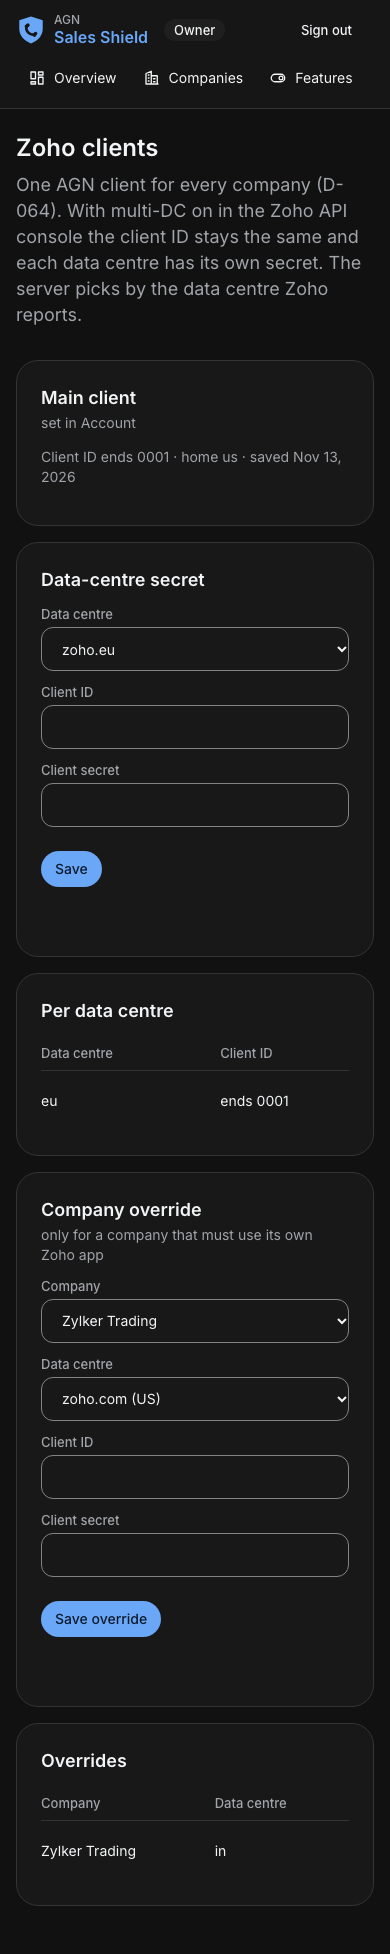 AGN
Sales Shield
Owner
Sign out
Overview
Companies
Features
Zoho clients
One AGN client for every company (D-
064). With multi-DC on in the Zoho API
console the client ID stays the same and
each data centre has its own secret. The
server picks by the data centre Zoho
reports.
Main client
set in Account
Client ID ends 0001 · home us · saved Nov 13,
2026
Data-centre secret
Data centre
zoho.eu
Client ID
Client secret
Save
Per data centre
Data centre
Client ID
eu
ends 0001
Company override
only for a company that must use its own
Zoho app
Company
Zylker Trading
Data centre
zoho.com (US)
Client ID
Client secret
Save override
Overrides
Company
Data centre
Zylker Trading
in